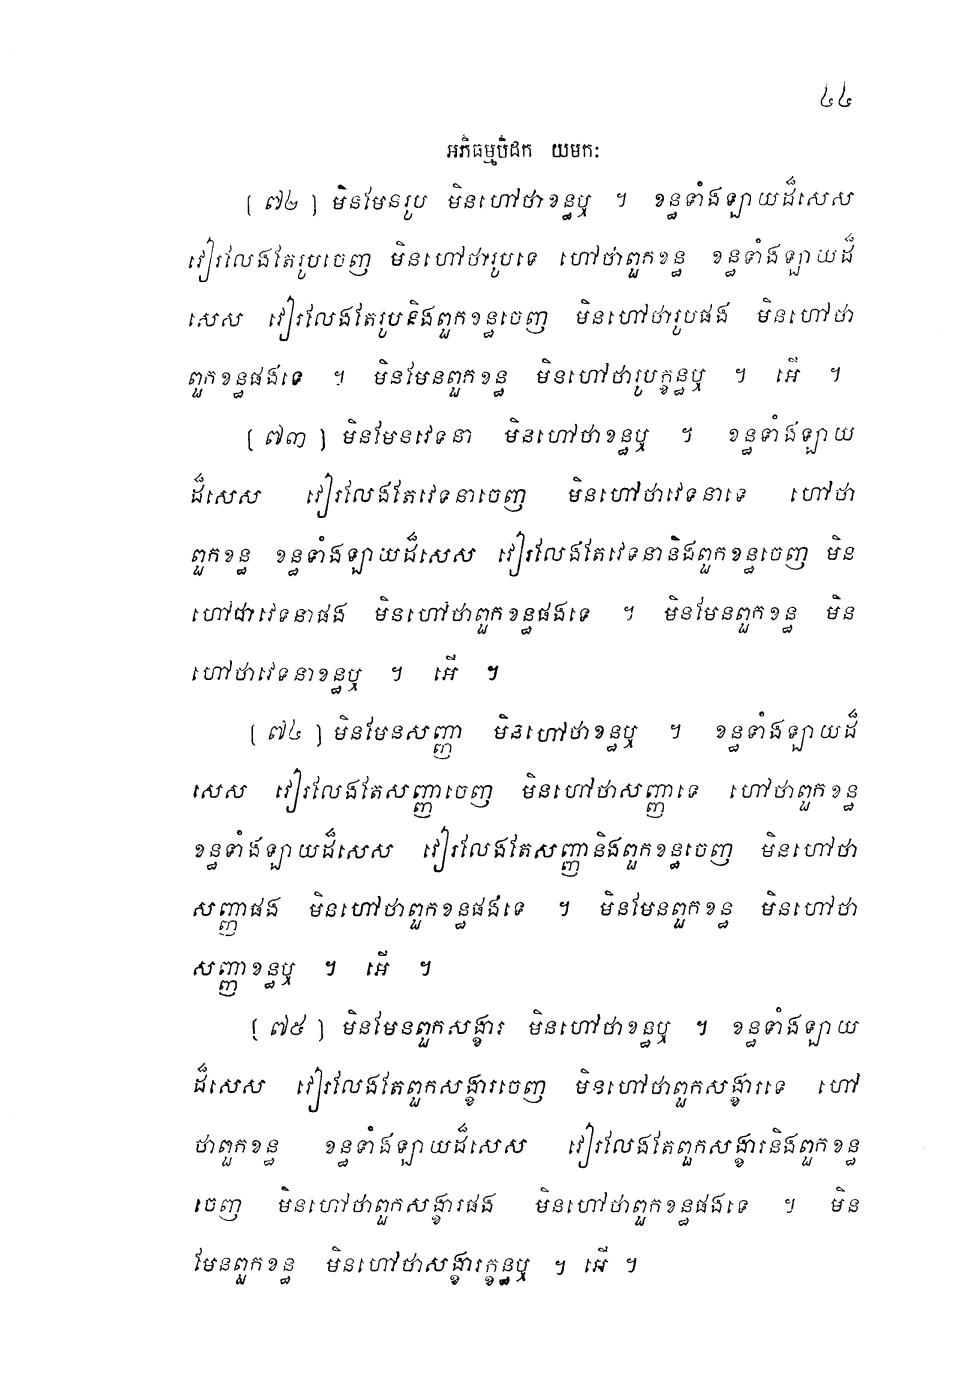 ៤៤
អភិធម្មបិដក យមកៈ
[ ៧២ ] មិនមែនរូប មិនហៅថាខន្ធឬ ។ ខន្ធទាំងឡាយដ៏សេស
វៀរលែងតែរូបចេញ មិនហៅថារូបទេ ហៅថាពួកខន្ធ ខន្ធទាំងឡាយដ៏
សេស វៀរលែងតែរូបនិងពួកខន្ធចេញ មិនហៅថារូបផង មិនហៅថា
ពួកខន្ធផងទេ ។ មិនមែនពួកខន្ធ មិនហៅថារូបក្ខន្ធឬ ។ អើ ។
[ ៧៣ ] មិនមែនវេទនា មិនហៅថាខន្ធឬ ។ ខន្ធទាំងឡាយ
ដ៏សេស វៀរលែងតែវេទនាចេញ មិនហៅថាវេទនាទេ ហៅថា
ពួកខន្ធ ខន្ធទាំងឡាយដ៏សេស វៀរលែងតែវេទនានិងពួកខន្ធចេញ មិន
ហៅថាវេទនាផង មិនហៅថាពួកខន្ធផងទេ ។ មិនមែនពួកខន្ធ មិន
ហៅថាវេទនាខន្ធឬ ។ អើ ។
[ ៧៤ ] មិនមែនសញ្ញា មិនហៅថាខន្ធឬ ។ ខន្ធទាំងឡាយដ៏
សេស វៀរលែងតែសញ្ញាចេញ មិនហៅថាសញ្ញាទេ ហៅថាពួកខន្ធ
ខន្ធទាំងឡាយដ៏សេស វៀរលែងតែសញ្ញានិងពួកខន្ធចេញ មិនហៅថា
សញ្ញាផង មិនហៅថាពួកខន្ធផងទេ ។ មិនមែនពួកខន្ធ មិនហៅថា
សញ្ញាខន្ធឬ ។ អើ ។
[ ៧៥ ] មិនមែនពួកសង្ខារ មិនហៅថាខន្ធឬ ។ ខន្ធទាំងឡាយ
ដ៏សេស វៀរលែងតែពួកសង្ខារចេញ មិនហៅថាពួកសង្ខារទេ ហៅ
ថាពួកខន្ធ ខន្ធទាំងឡាយដ៏សេស វៀរលែងតែពួកសង្ខារនិងពួកខន្ធ
ចេញ មិនហៅថាពួកសង្ខារផង មិនហៅថាពួកខន្ធផងទេ ។ មិន
មែនពួកខន្ធ មិនហៅថាសង្ខារក្ខន្ធឬ ។ អើ ។